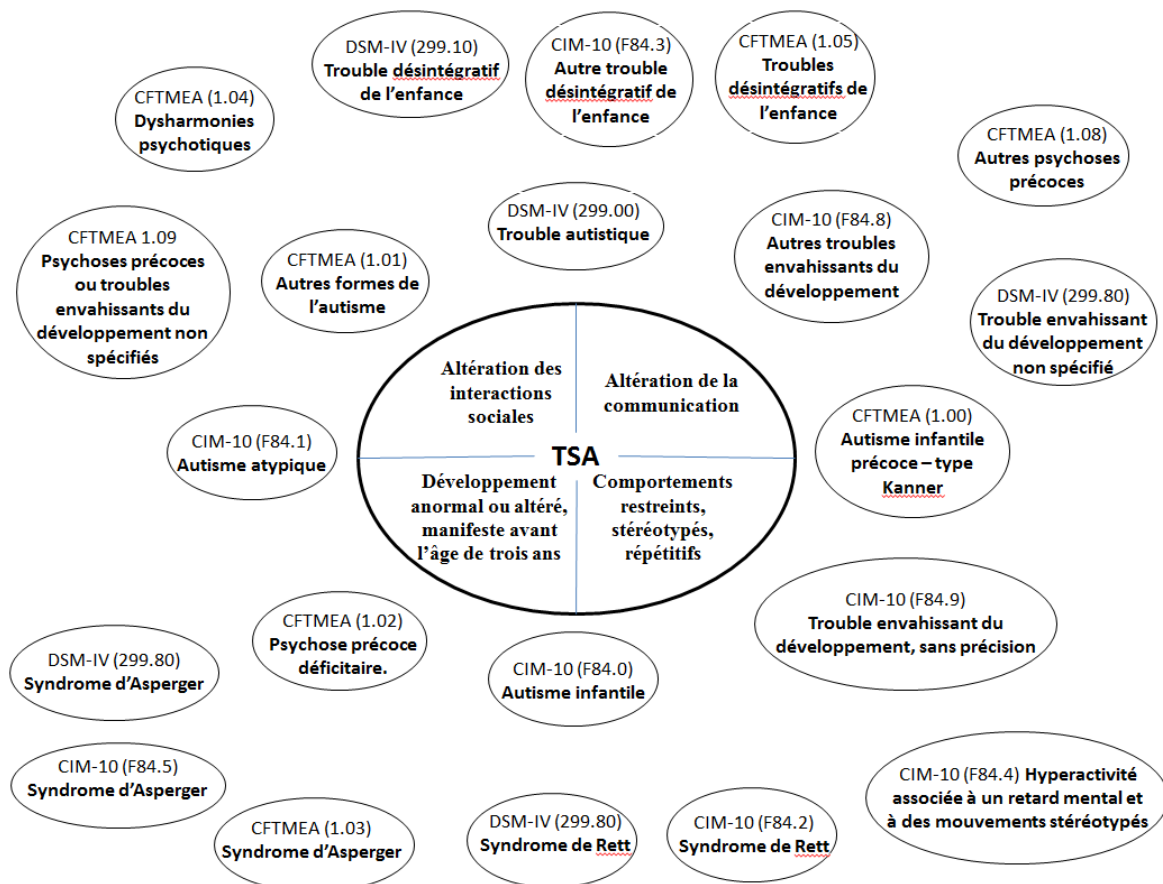 DSM-IV (299.10)
Trouble désintégratif
de l’enfance
CIM-10 (F84.3)
Autre trouble
désintégratif de
l’enfance
CFTMEA (1.05)
Troubles
désintégratifs de
l’enfance
CFTMEA (1.04)
Dysharmonies
psychotiques
CFTMEA (1.08)
Autres psychoses
précoces
DSM-IV (299.00)
Trouble autistique
CIM-10 (F84.8)
Autres troubles
envahissants du
développement
CFTMEA 1.09
Psychoses précoces
ou troubles
envahissants du
développement non
spécifiés
CFTMEA (1.01)
Autres formes de
l’autisme
DSM-IV (299.80)
Trouble envahissant
du développement
non spécifié
Altération des
interactions
sociales
Altération de la
communication
CIM-10 (F84.1)
Autisme atypique
TSA
CFTMEA (1.00)
Autisme infantile
précoce – type
Kanner
Développement
anormal ou altéré,
manifeste avant
l’âge de trois ans
Comportements
restreints,
stéréotypés,
répétitifs
CIM-10 (F84.9)
Trouble envahissant du
développement, sans précision
CFTMEA (1.02)
Psychose précoce
déficitaire.
DSM-IV (299.80)
Syndrome d’Asperger
CIM-10 (F84.0)
Autisme infantile
CIM-10 (F84.5)
Syndrome d’Asperger
CIM-10 (F84.4) Hyperactivité
associée à un retard mental et
à des mouvements stéréotypés
CFTMEA (1.03)
Syndrome d’Asperger
DSM-IV (299.80)
Syndrome de Rett
CIM-10 (F84.2)
Syndrome de Rett